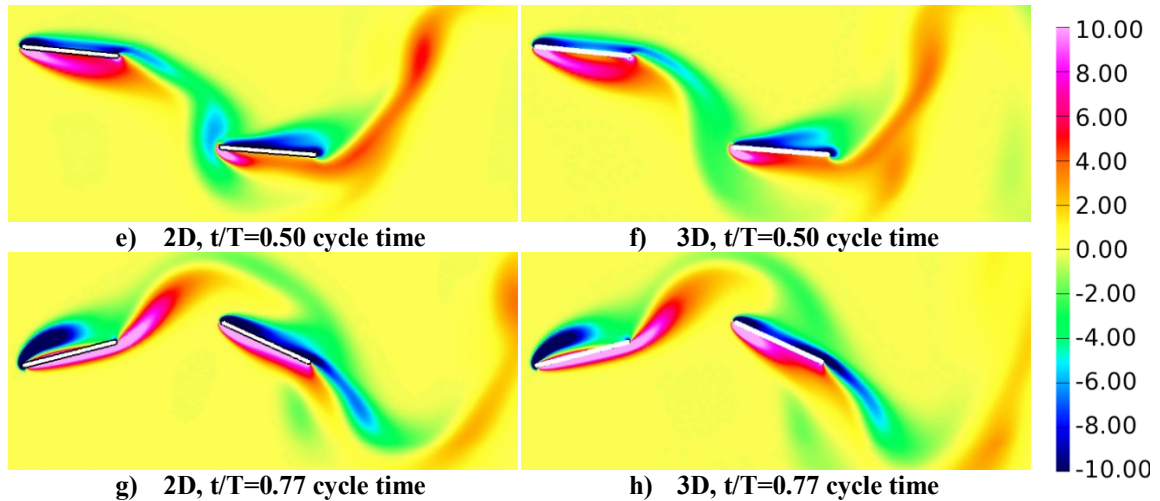 e) 2D, t/T=0.50 cycle time
f) 3D, t/T=0.50 cycle time
g) 2D, t/T=0.77 cycle time
h) 3D, t/T=0.77 cycle time
10.00
8.00
6.00
4.00
2.00
0.00
-2.00
-4.00
-6.00
-8.00
-10.00